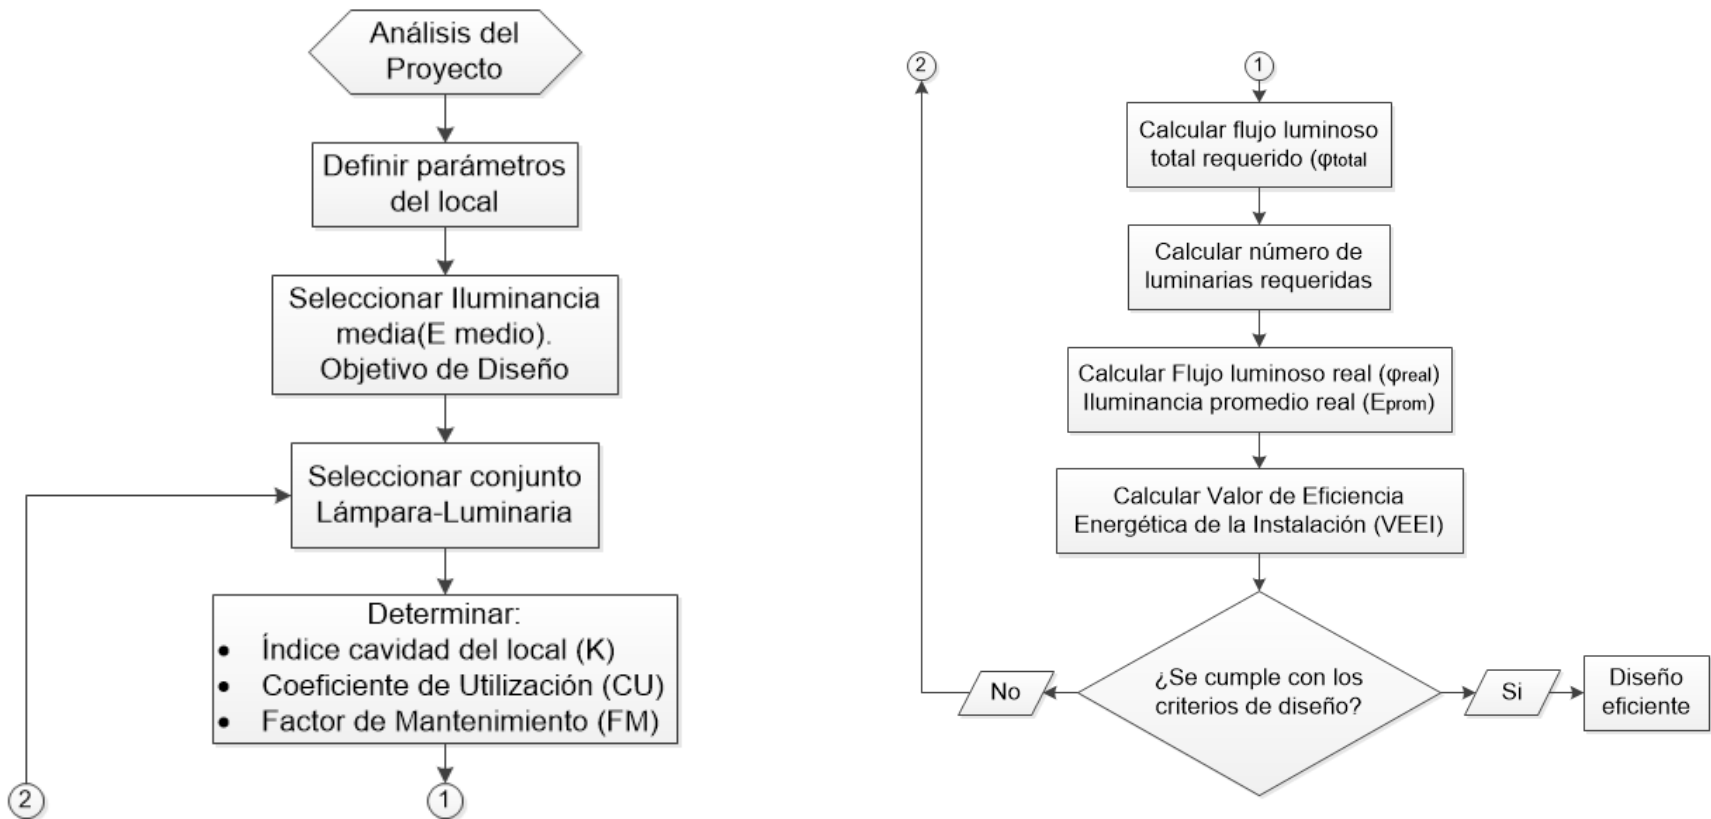 Análisis del
Proyecto
Definir parámetros
del local
Seleccionar Iluminancia
media(E medio).
Objetivo de Diseño
Seleccionar conjunto
Lámpara-Luminaria
Determinar:
• Índice cavidad del local (K)
• Coeficiente de Utilización (CU)
• Factor de Mantenimiento (FM)
2
1
2
1
Calcular flujo luminoso
total requerido (φtotal
Calcular número de
luminarias requeridas
Calcular Flujo luminoso real (φreal)
Iluminancia promedio real (Eprom)
Calcular Valor de Eficiencia
Energética de la Instalación (VEEI)
¿Se cumple con los
criterios de diseño?
No
Si
Diseño
eficiente